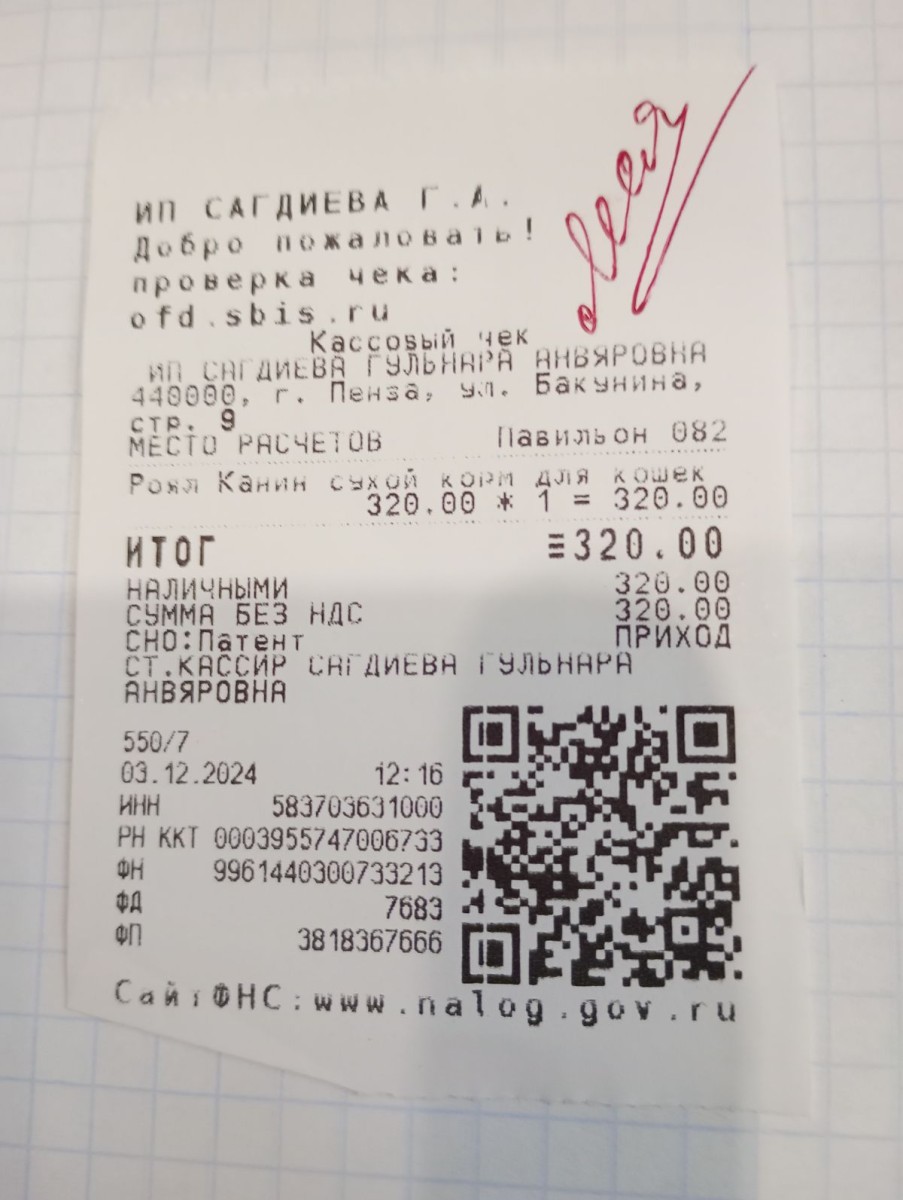 ИП САГДИЕВА Г.А.
Добро пожаловать!
проверка чека:
ofd.sbis.ru
Кассовый чек
ИП САГДИЕВА ГУЛЬНАРА АНВЯРОВНА
440000, г. Пенза, ул. Бакунина,
стр. 9
МЕСТО РАСЧЕТОВ Павильон 082
Роял Канин сухой корм для кошек
320.00 * 1 = 320.00
ИТОГ ≡320.00
НАЛИЧНЫМИ 320.00
СУММА БЕЗ НДС 320.00
СНО:Патент ПРИХОД
СТ.КАССИР САГДИЕВА ГУЛЬНАРА
АНВЯРОВНА
550/7
03.12.2024 12:16
ИНН 583703631000
РН ККТ 0003955747006733
ФН 9961440300733213
ФД 7683
ФП 3818367666
Сайт ФНС:www.nalog.gov.ru